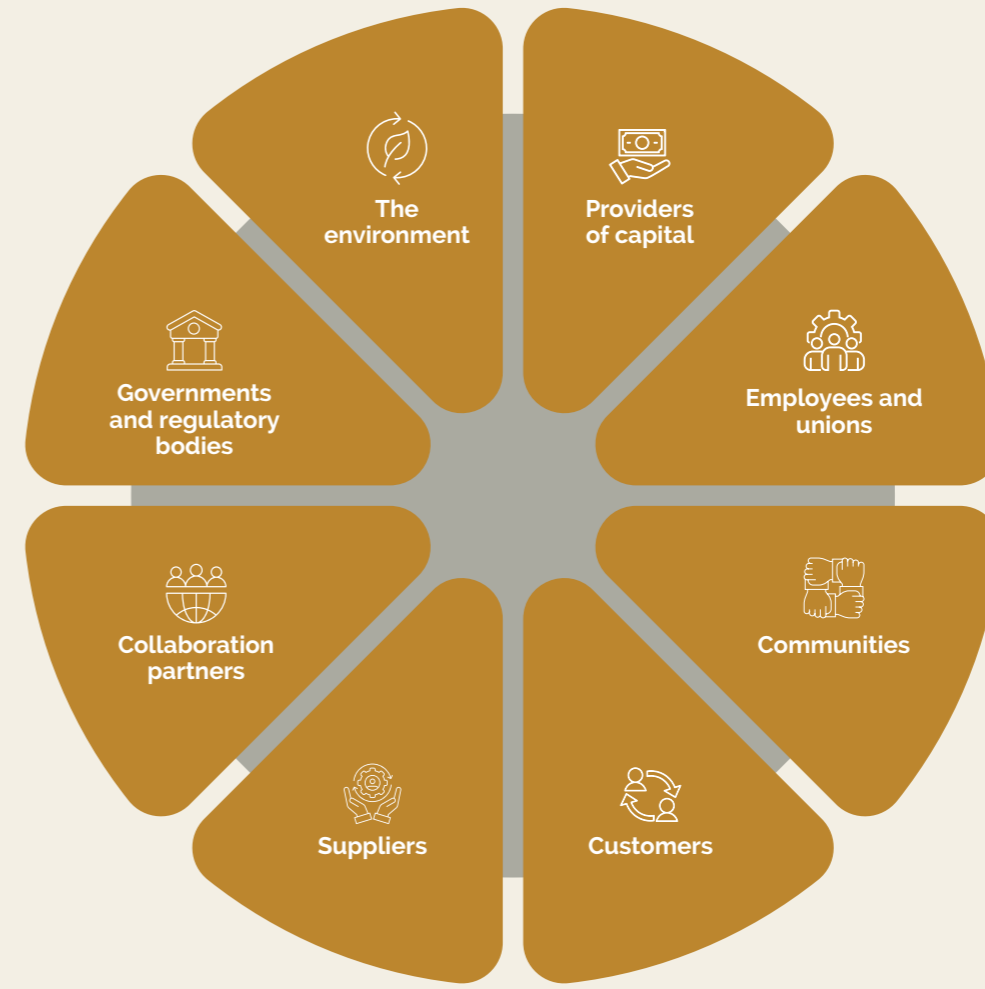 The
environment
Providers
of capital
Governments
and regulatory
bodies
Employees and
unions
Collaboration
partners
Communities
Suppliers
Customers